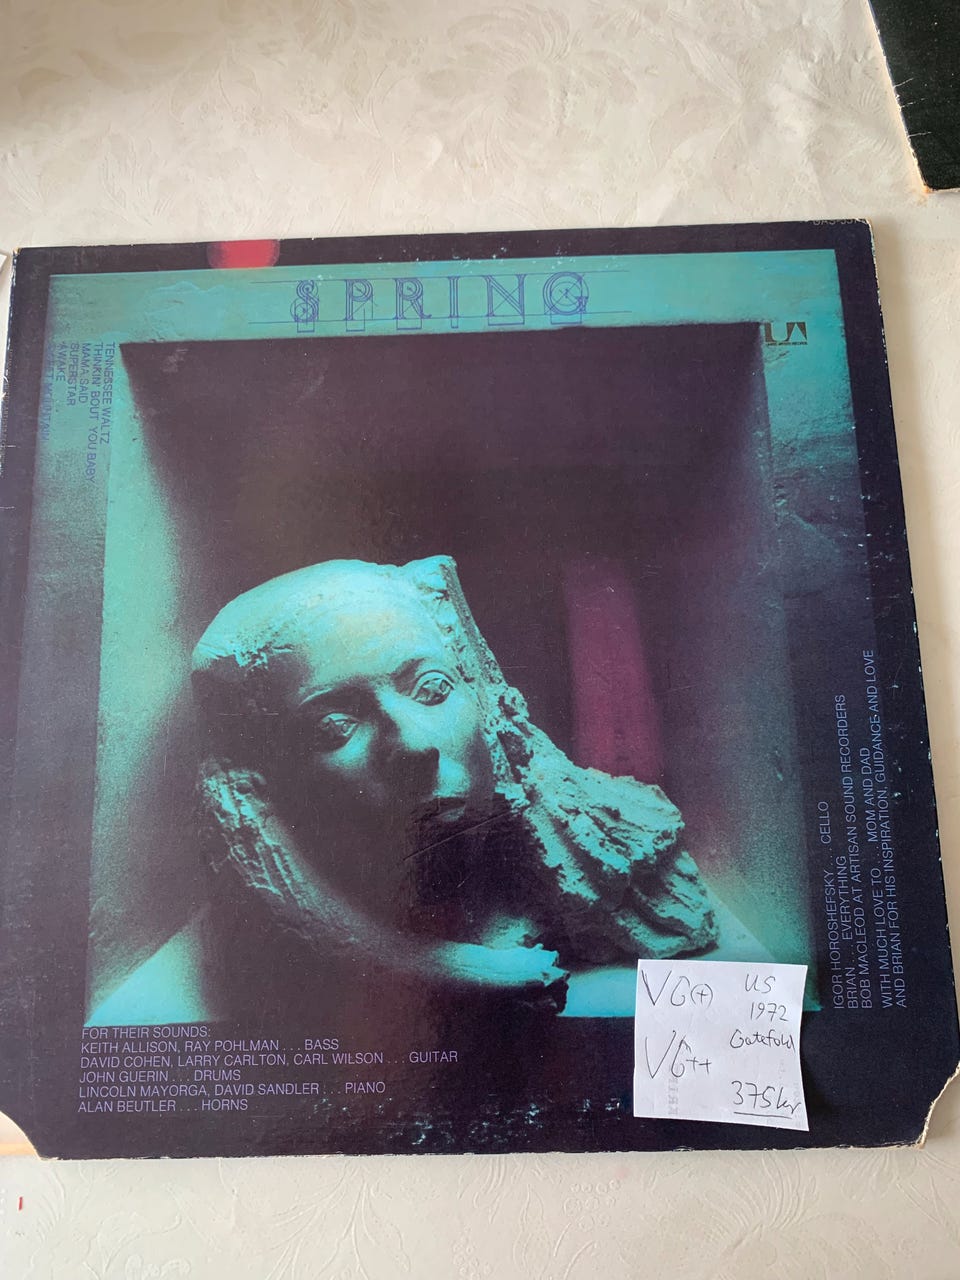 SPRING
UA
TENNESSEE WALTZ
THINKIN' BOUT YOU BABY
MAMA SAID
SUPERSTAR
AWAKE
IGOR HOROSHEFSKY . . . CELLO
BRIAN . . . EVERYTHING
BOB MACLEOD AT ARTISAN SOUND RECORDERS
WITH MUCH LOVE TO . . . MOM AND DAD
AND BRIAN FOR HIS INSPIRATION, GUIDANCE AND LOVE
FOR THEIR SOUNDS:
KEITH ALLISON, RAY POHLMAN . . . BASS
DAVID COHEN, LARRY CARLTON, CARL WILSON . . . GUITAR
JOHN GUERIN . . . DRUMS
LINCOLN MAYORGA, DAVID SANDLER . . . PIANO
ALAN BEUTLER . . . HORNS
VG(+) US
1972
Gatefold
VG++
375kr